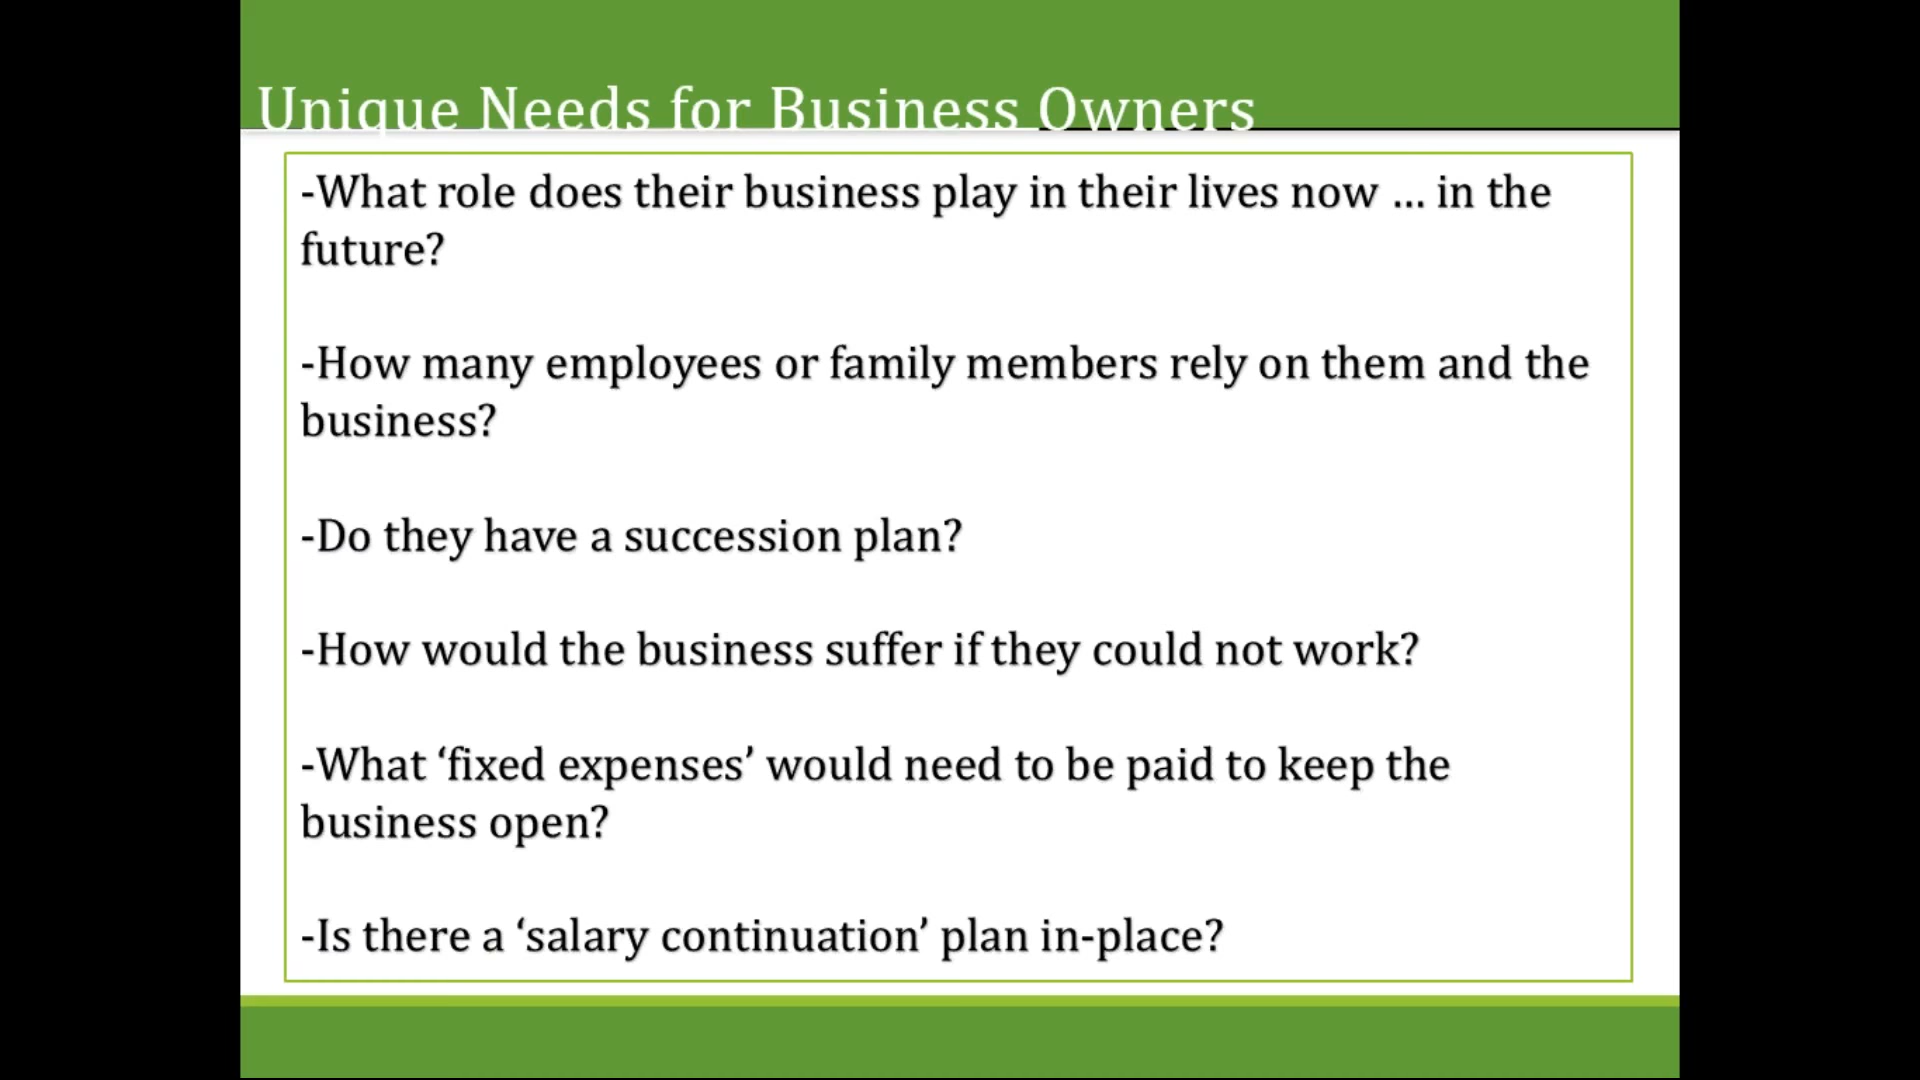 Unique Needs for Business Owners
-What role does their business play in their lives now ... in the
future?
-How many employees or family members rely on them and the
business?
-Do they have a succession plan?
-How would the business suffer if they could not work?
-What ‘fixed expenses’ would need to be paid to keep the
business open?
-Is there a ‘salary continuation’ plan in-place?